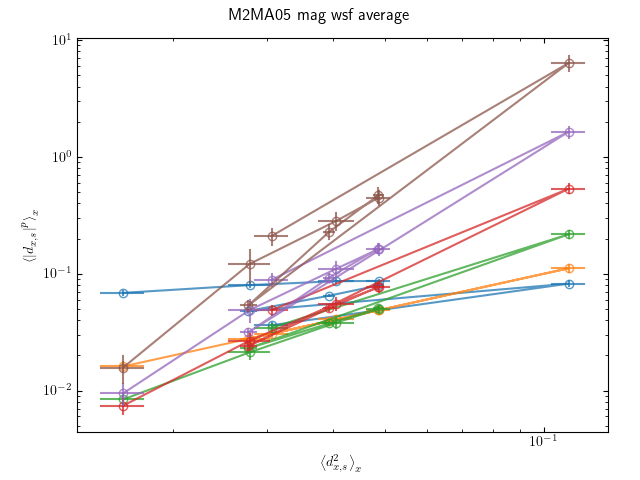 M2MA05 mag wsf average
10^1
10^0
10^{-1}
10^{-2}
⟨|d_{x,s}|^p⟩_x
10^{-1}
⟨d^2_{x,s}⟩_x